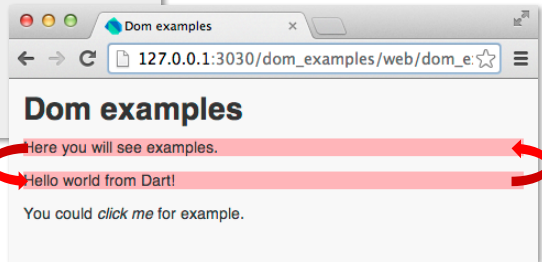 Dom examples
127.0.0.1:3030/dom_examples/web/dom_e
Dom examples
Here you will see examples.
Hello world from Dart!
You could click me for example.